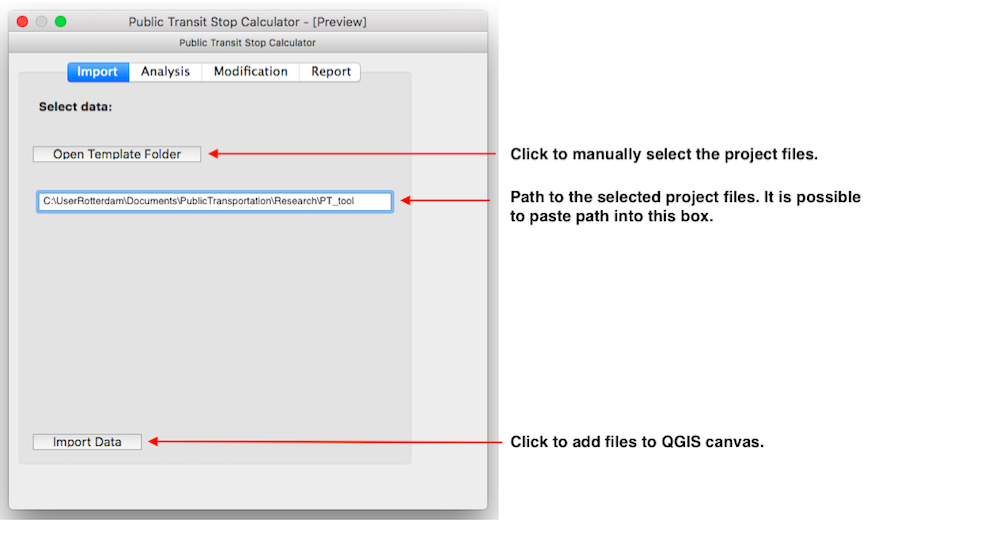 Public Transit Stop Calculator - [Preview]
Public Transit Stop Calculator
Import Analysis Modification Report
Select data:
Open Template Folder
Click to manually select the project files.
C:\UserRotterdam\Documents\PublicTransportation\Research\PT_tool
Path to the selected project files. It is possible
to paste path into this box.
Import Data
Click to add files to QGIS canvas.